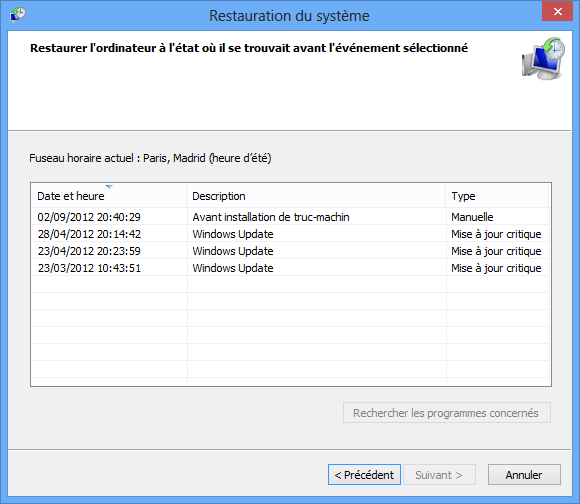 Restauration du système
Restaurer l'ordinateur à l'état où il se trouvait avant l'événement sélectionné
Fuseau horaire actuel : Paris, Madrid (heure d'été)
Date et heure Description Type
02/09/2012 20:40:29 Avant installation de truc-machin Manuelle
28/04/2012 20:14:42 Windows Update Mise à jour critique
23/04/2012 20:23:59 Windows Update Mise à jour critique
23/03/2012 10:43:51 Windows Update Mise à jour critique
Rechercher les programmes concernés
< Précédent Suivant > Annuler